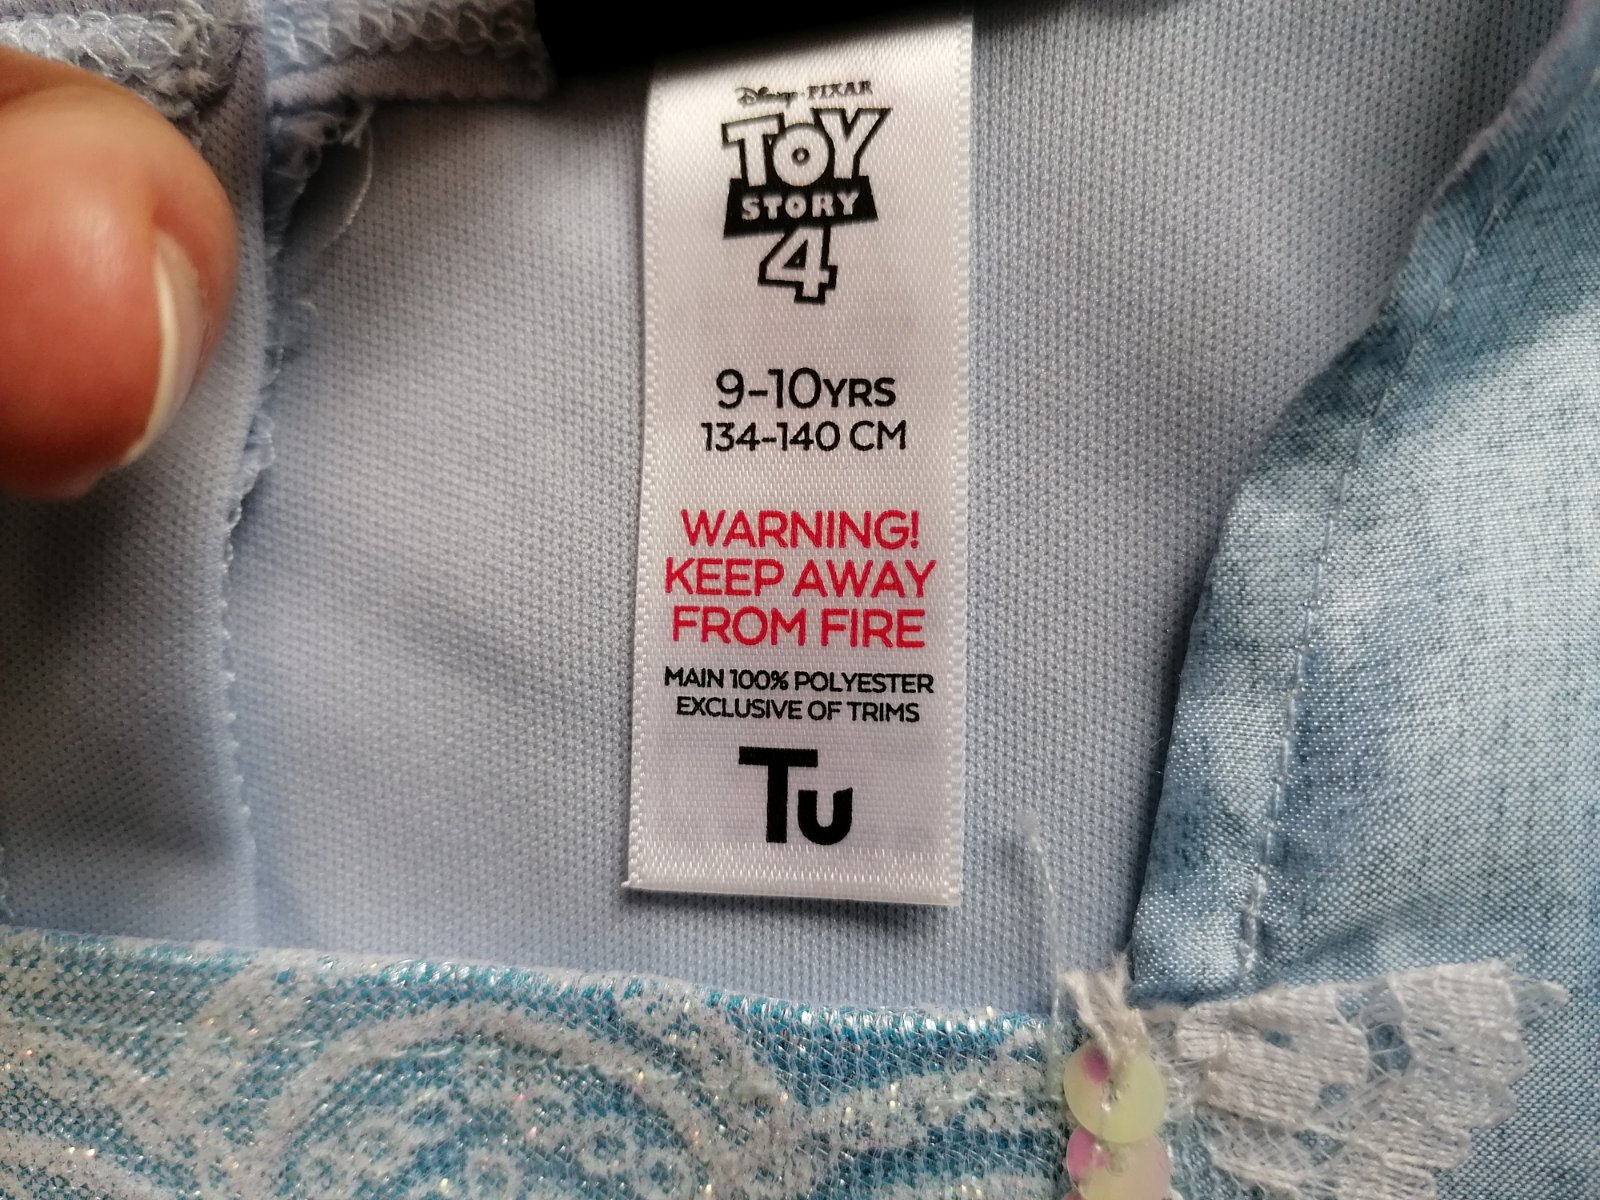 Disney · PIXAR
TOY
STORY
4
9-10YRS
134-140 CM
WARNING!
KEEP AWAY
FROM FIRE
MAIN 100% POLYESTER
EXCLUSIVE OF TRIMS
Tu